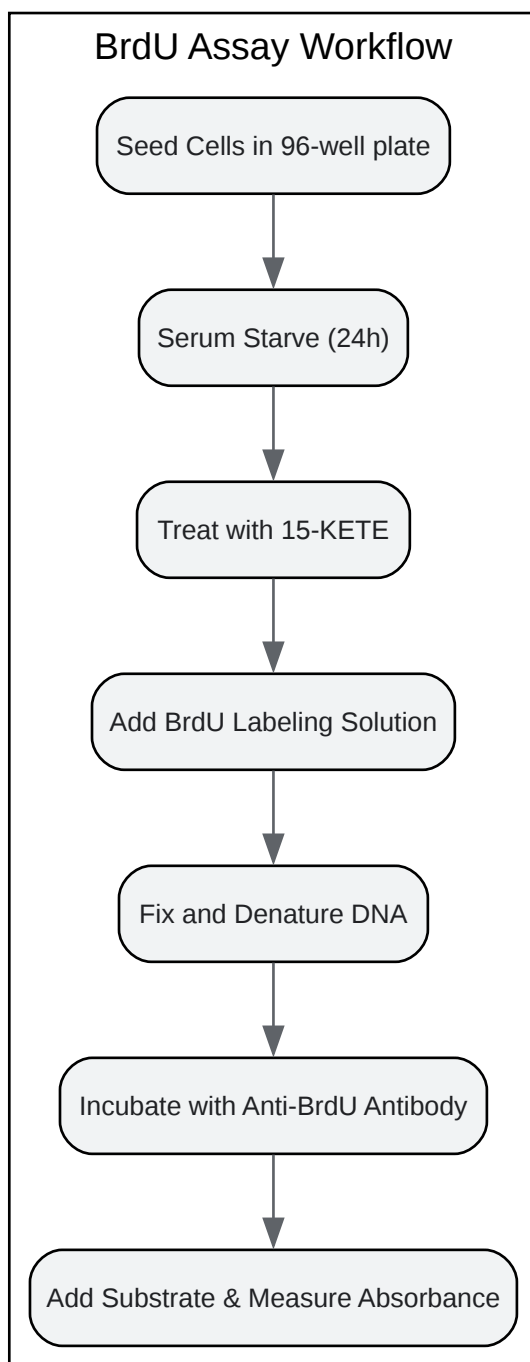 BrdU Assay Workflow
Seed Cells in 96-well plate
Serum Starve (24h)
Treat with 15-KETE
Add BrdU Labeling Solution
Fix and Denature DNA
Incubate with Anti-BrdU Antibody
Add Substrate & Measure Absorbance